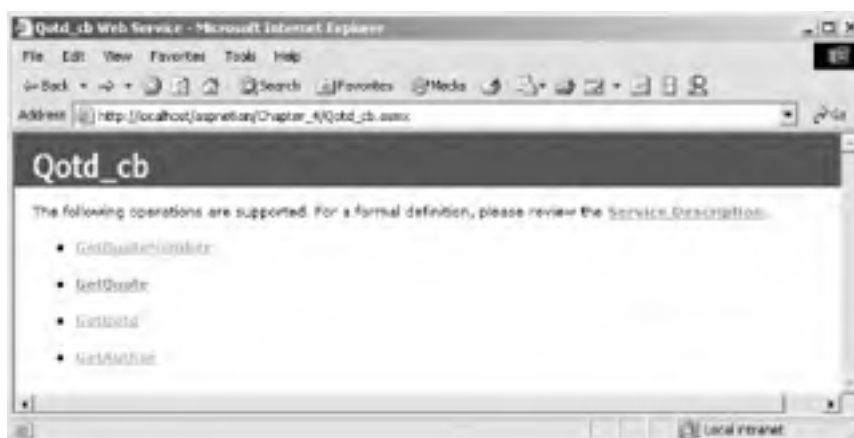 Qotd_cb Web Service - Microsoft Internet Explorer
File Edit View Favorites Tools Help
Back Search Favorites Media
Address http://localhost/aspnetian/Chapter_4/Qotd_cb.asmx Go
Qotd_cb
The following operations are supported. For a formal definition, please review the Service Description.
GetQuoteNumber
GetQuote
GetQotd
GetAuthor
Local intranet